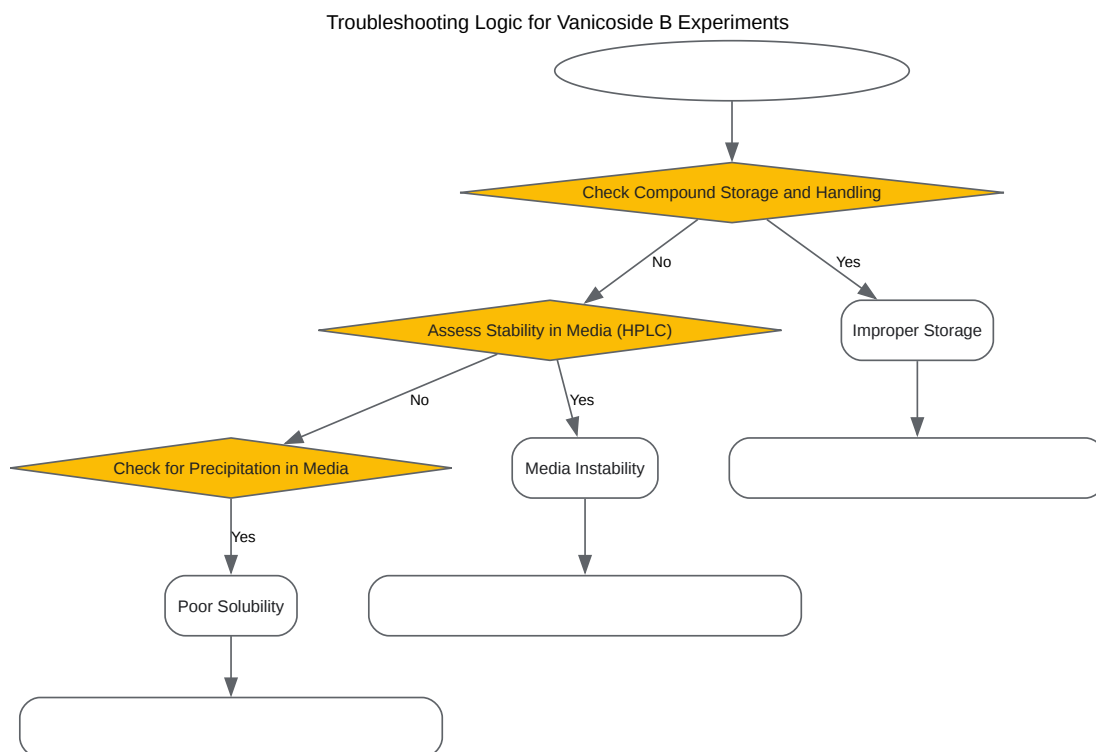 Troubleshooting Logic for Vanicoside B Experiments
Check Compound Storage and Handling
No
Yes
Assess Stability in Media (HPLC)
Improper Storage
No
Yes
Check for Precipitation in Media
Media Instability
Yes
Poor Solubility